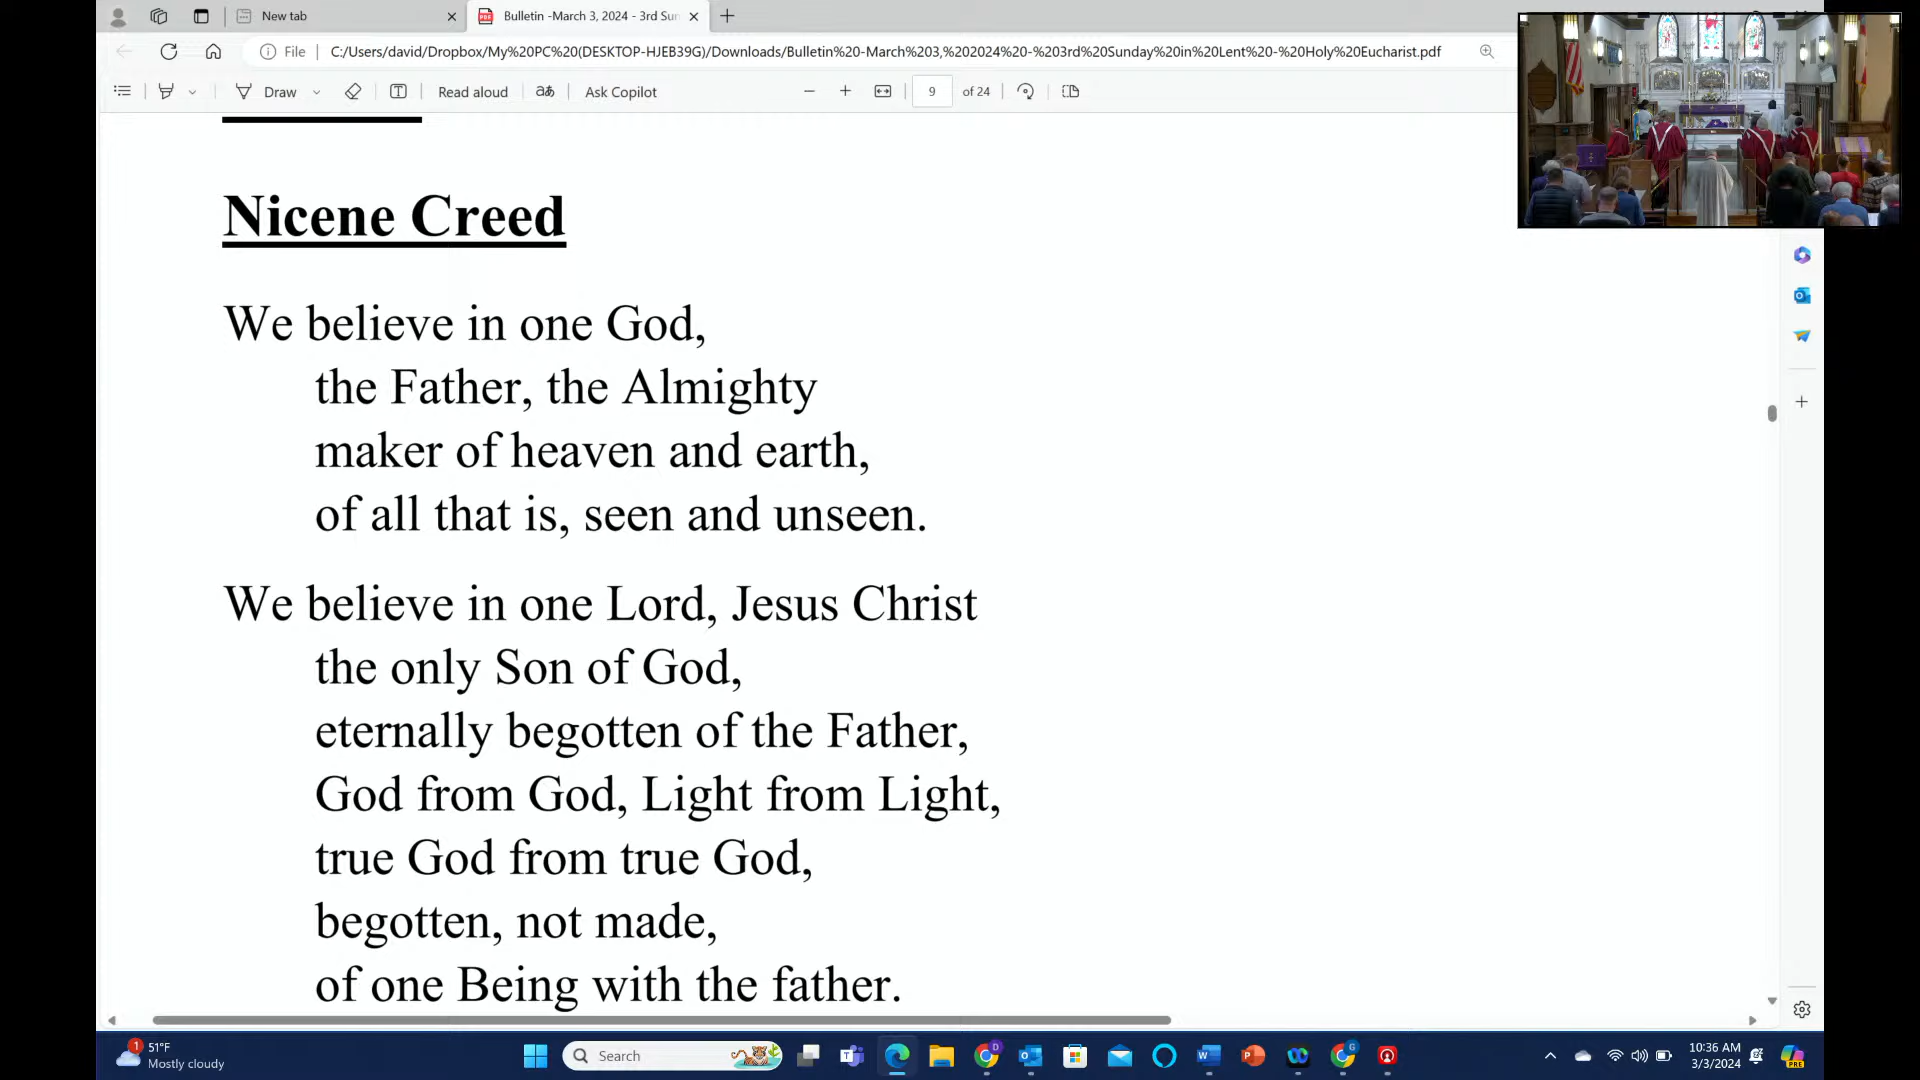 New tab
Bulletin -March 3, 2024 - 3rd Sun
File
C:/Users/david/Dropbox/My%20PC%20(DESKTOP-HJEB39G)/Downloads/Bulletin%20-March%203,%202024%20-%203rd%20Sunday%20in%20Lent%20-%20Holy%20Eucharist.pdf
Draw
Read aloud
Ask Copilot
9 of 24
Nicene Creed
We believe in one God,
the Father, the Almighty
maker of heaven and earth,
of all that is, seen and unseen.
We believe in one Lord, Jesus Christ
the only Son of God,
eternally begotten of the Father,
God from God, Light from Light,
true God from true God,
begotten, not made,
of one Being with the father.
1
51°F
Mostly cloudy
Search
10:36 AM
3/3/2024